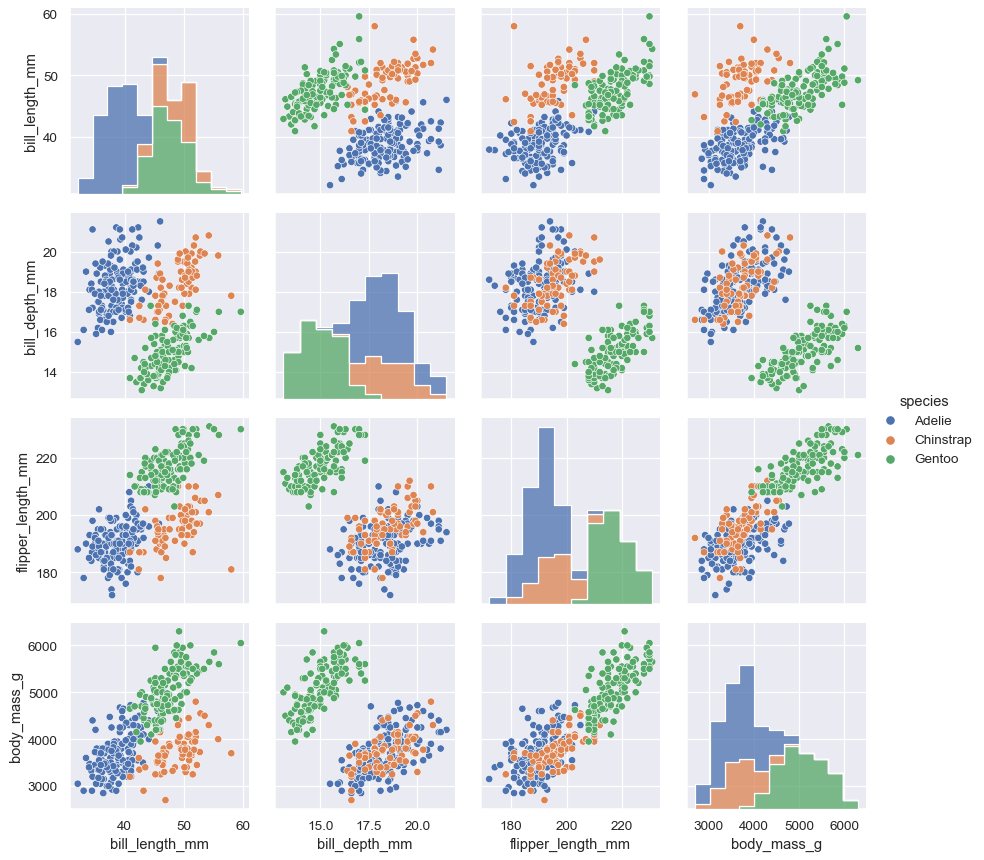 bill_length_mm
60
50
40
bill_depth_mm
20
18
16
14
flipper_length_mm
220
200
180
body_mass_g
6000
5000
4000
3000
40 50 60
bill_length_mm
15.0 17.5 20.0
bill_depth_mm
180 200 220
flipper_length_mm
3000 4000 5000 6000
body_mass_g
species
Adelie
Chinstrap
Gentoo